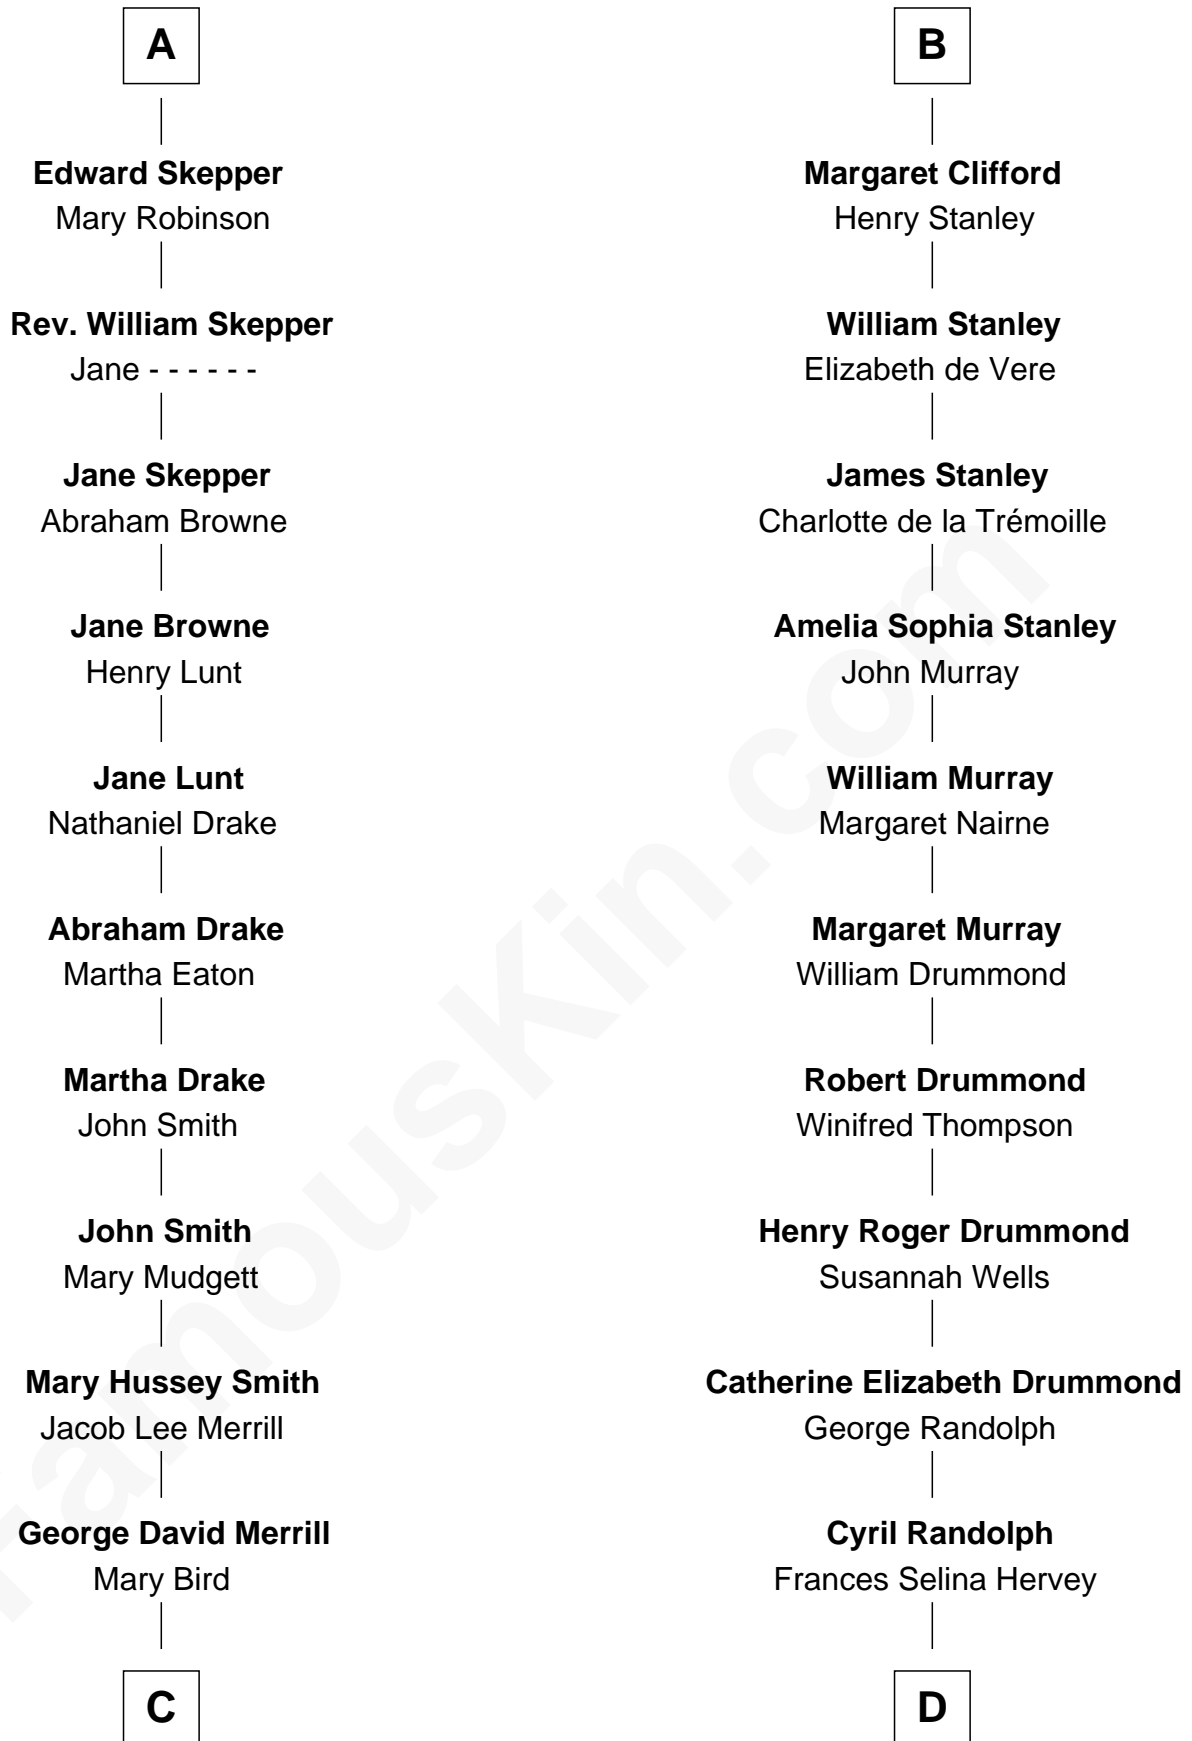 A
Edward Skepper
Mary Robinson
Rev. William Skepper
Jane - - - - - -
Jane Skepper
Abraham Browne
Jane Browne
Henry Lunt
Jane Lunt
Nathaniel Drake
Abraham Drake
Martha Eaton
Martha Drake
John Smith
John Smith
Mary Mudgett
Mary Hussey Smith
Jacob Lee Merrill
George David Merrill
Mary Bird
C
B
Margaret Clifford
Henry Stanley
William Stanley
Elizabeth de Vere
James Stanley
Charlotte de la Trémoille
Amelia Sophia Stanley
John Murray
William Murray
Margaret Nairne
Margaret Murray
William Drummond
Robert Drummond
Winifred Thompson
Henry Roger Drummond
Susannah Wells
Catherine Elizabeth Drummond
George Randolph
Cyril Randolph
Frances Selina Hervey
D
FamousKin.com